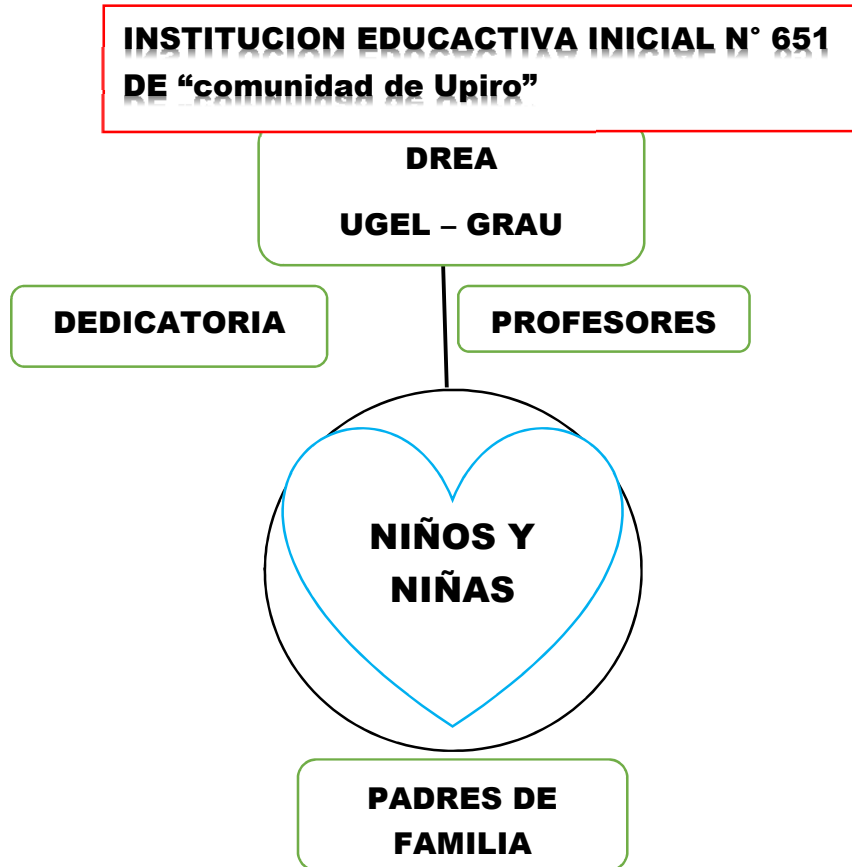 INSTITUCION EDUCACTIVA INICIAL N° 651
DE “comunidad de Upiro”
DREA
UGEL – GRAU
DEDICATORIA
PROFESORES
NIÑOS Y
NIÑAS
PADRES DE
FAMILIA